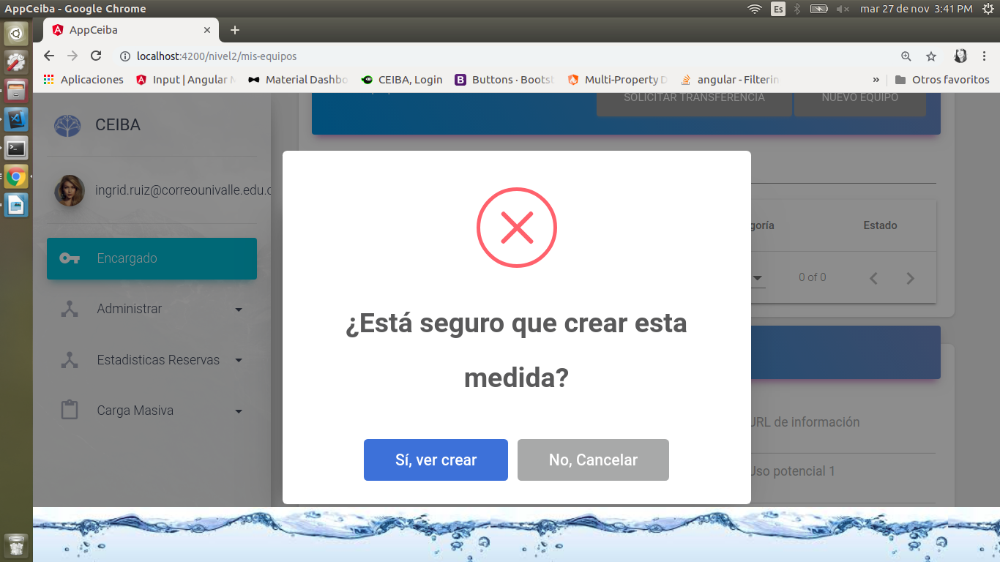 AppCeiba - Google Chrome
Es
mar 27 de nov 3:41 PM
AppCeiba
localhost:4200/nivel2/mis-equipos
Aplicaciones
Input | Angular
Material Dashbo
CEIBA, Login
Buttons · Bootst
Multi-Property D
angular - Filterin
»
Otros favoritos
CEIBA
SOLICITAR TRANSFERENCIA
NUEVO EQUIPO
ingrid.ruiz@correounivalle.edu.c
Encargado
goría
Estado
0 of 0
Administrar
¿Está seguro que crear esta
medida?
Estadisticas Reservas
Carga Masiva
URL de información
Sí, ver crear
No, Cancelar
Uso potencial 1